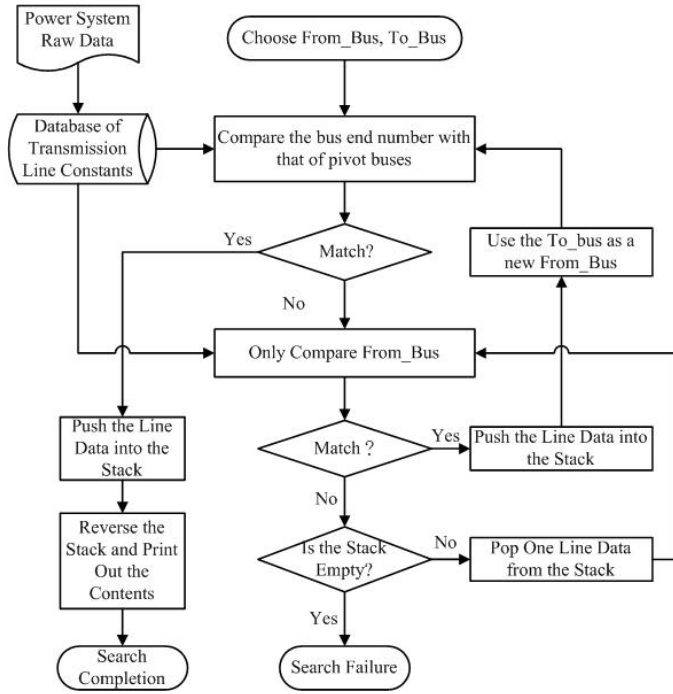 Power System
Raw Data
Choose From_Bus, To_Bus
Database of
Transmission
Line Constants
Compare the bus end number with
that of pivot buses
Yes
Match?
Use the To_bus as a
new From_Bus
No
Only Compare From_Bus
Push the Line
Data into the
Stack
Match ?
Yes
Push the Line Data into
the Stack
No
Reverse the
Stack and Print
Out the
Contents
Is the Stack
Empty?
No
Pop One Line Data
from the Stack
Yes
Search
Completion
Search Failure